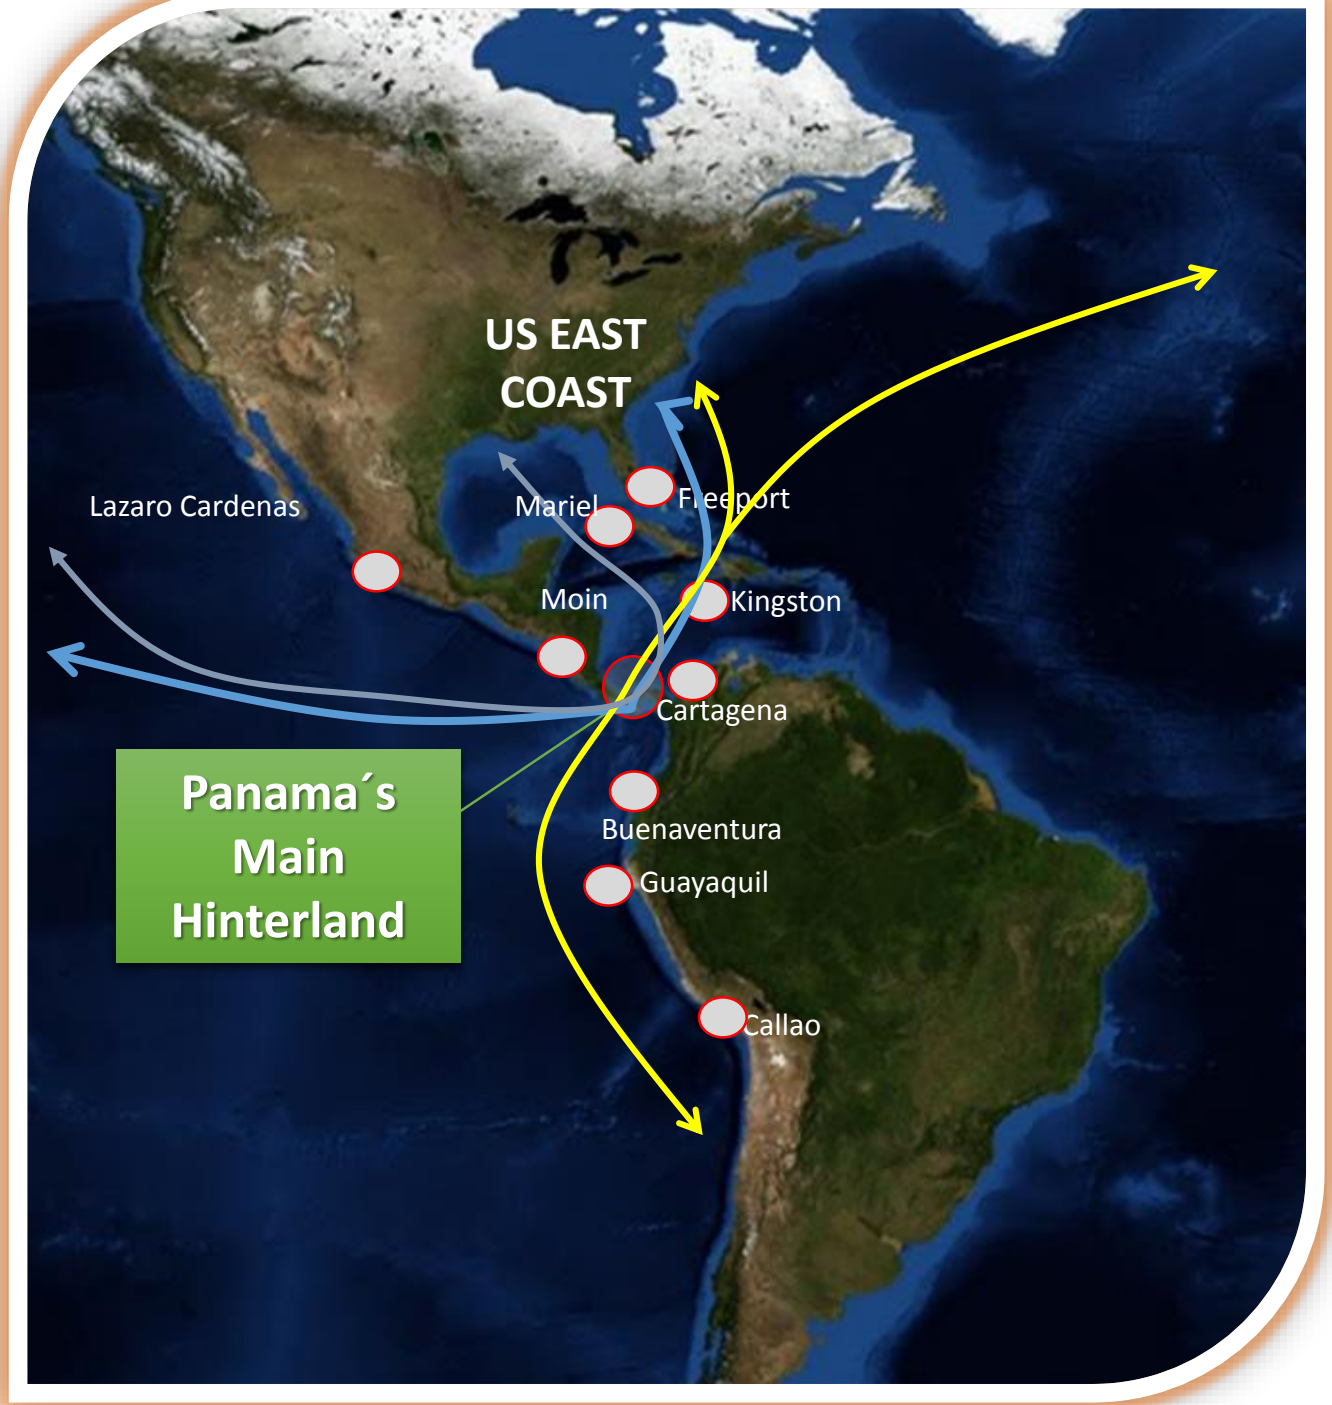 US EAST
COAST
Lazaro Cardenas
Mariel
Freeport
Moin
Kingston
Cartagena
Panama´s
Main
Hinterland
Buenaventura
Guayaquil
Callao